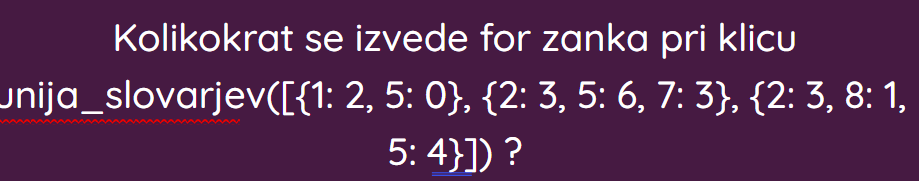 Kolikokrat se izvede for zanka pri klicu
unija_slovarjev([{1: 2, 5: 0}, {2: 3, 5: 6, 7: 3}, {2: 3, 8: 1,
5: 4}]) ?